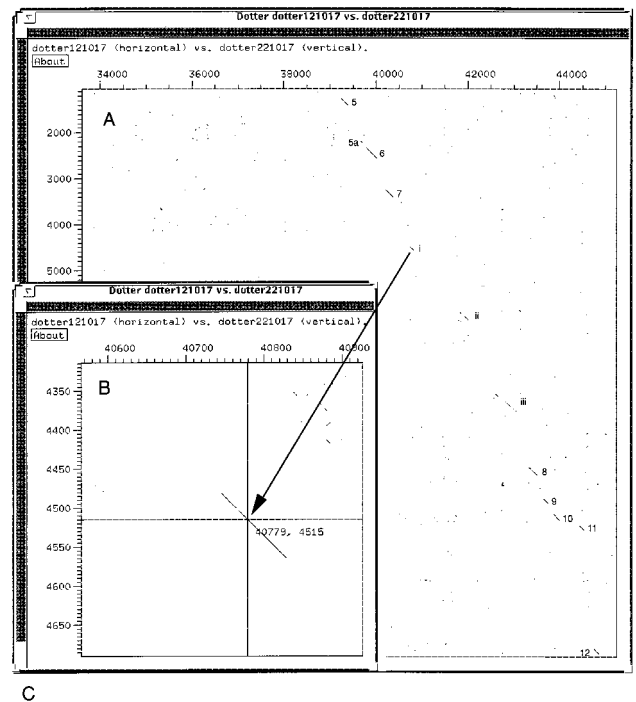 Dotter dotter121017 vs. dotter221017
dotter121017 (horizontal) vs. dotter221017 (vertical).
About
34000 36000 38000 40000 42000 44000
A
5
2000
5a
6
3000
7
4000
i
5000
Dotter dotter121017 vs. dotter221017
dotter121017 (horizontal) vs. dotter221017 (vertical).
About
ii
40600 40700 40800 40900
B
4350
iii
4400
4450
8
4500
9
40779, 4515
10
11
4550
4600
4650
12
C